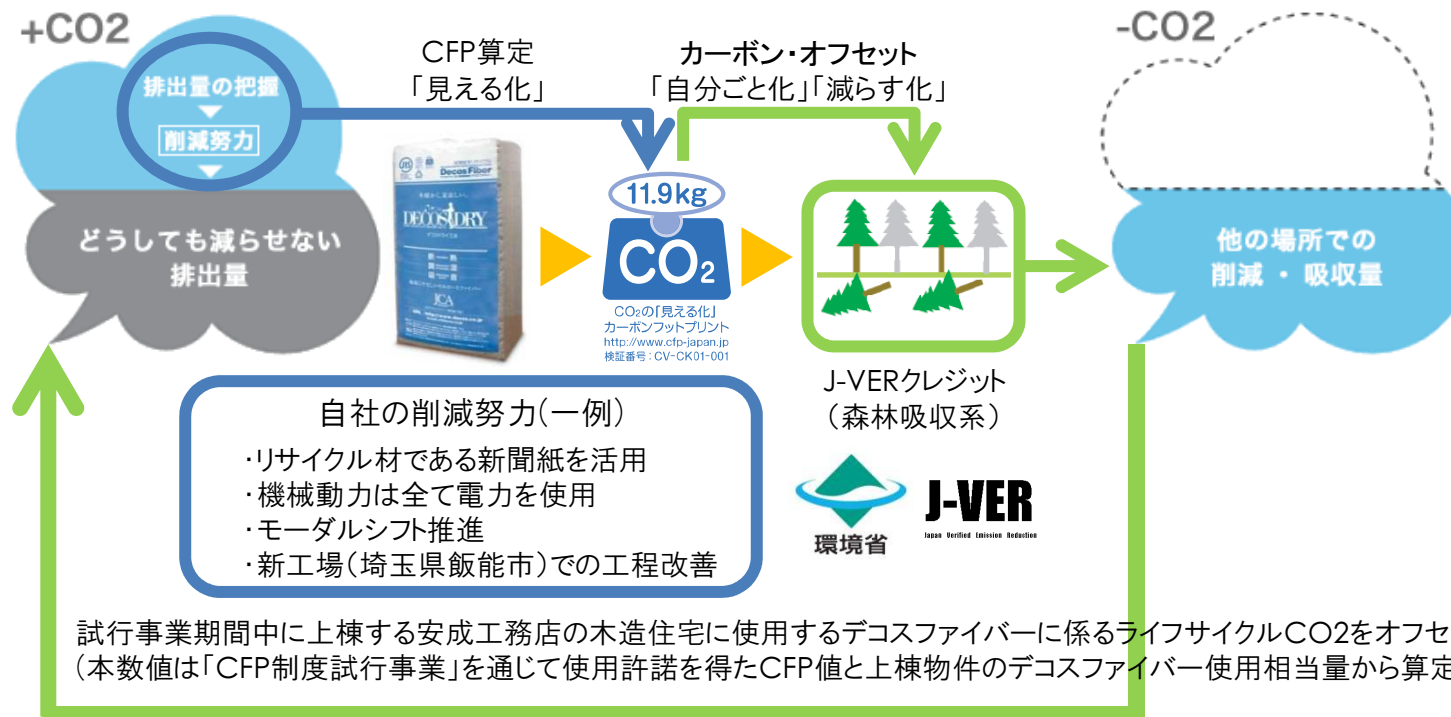 +CO2
排出量の把握
削減努力
どうしても減らせない
排出量
CFP算定
「見える化」
カーボン・オフセット
「自分ごと化」「減らす化」
-CO2
他の場所での
削減 ・ 吸収量
Decos Fiber
DECOS DRY
JCA
11.9kg
CO2
CO2の「見える化」
カーボンフットプリント
http://www.cfp-japan.jp
検証番号：CV-CK01-001
J-VERクレジット
（森林吸収系）
環境省
J-VER
Japan Verified Emission Reduction
自社の削減努力(一例)
・リサイクル材である新聞紙を活用
・機械動力は全て電力を使用
・モーダルシフト推進
・新工場（埼玉県飯能市）での工程改善
試行事業期間中に上棟する安成工務店の木造住宅に使用するデコスファイバーに係るライフサイクルCO2をオフセ
（本数値は「CFP制度試行事業」を通じて使用許諾を得たCFP値と上棟物件のデコスファイバー使用相当量から算定